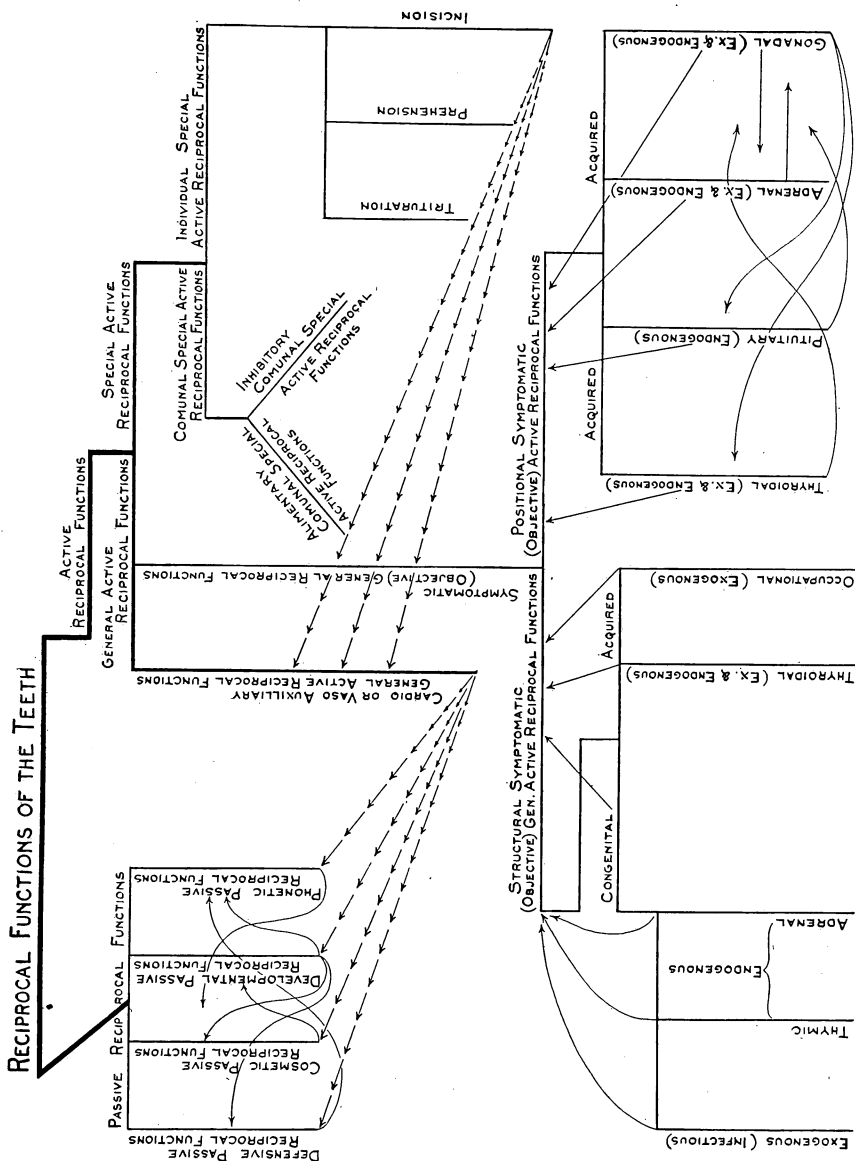 RECIPROCAL FUNCTIONS OF THE TEETH
ACTIVE
RECIPROCAL FUNCTIONS
GENERAL ACTIVE
RECIPROCAL FUNCTIONS
SPECIAL ACTIVE
RECIPROCAL FUNCTIONS
COMUNAL SPECIAL ACTIVE
RECIPROCAL FUNCTIONS
INDIVIDUAL SPECIAL
ACTIVE RECIPROCAL FUNCTIONS
TRITURATION
PREHENSION
INCISION
ALIMENTARY
COMUNAL SPECIAL
ACTIVE RECIPROCAL
FUNCTIONS
INHIBITORY
COMUNAL SPECIAL
ACTIVE RECIPROCAL
FUNCTIONS
CARDIO OR VASO AUXILLIARY
GENERAL ACTIVE RECIPROCAL FUNCTIONS
SYMPTOMATIC
(OBJECTIVE) GENERAL RECIPROCAL FUNCTIONS
PASSIVE RECIPROCAL FUNCTIONS
DEFENSIVE PASSIVE
RECIPROCAL FUNCTIONS
COSMETIC PASSIVE
RECIPROCAL FUNCTIONS
DEVELOPMENTAL PASSIVE
RECIPROCAL FUNCTIONS
PHONETIC PASSIVE
RECIPROCAL FUNCTIONS
STRUCTURAL SYMPTOMATIC
(OBJECTIVE) GEN. ACTIVE RECIPROCAL FUNCTIONS
POSITIONAL SYMPTOMATIC
(OBJECTIVE) ACTIVE RECIPROCAL FUNCTIONS
CONGENITAL
ACQUIRED
EXOGENOUS (INFECTIOUS)
THYMIC
ENDOGENOUS
ADRENAL
THYROIDAL (EX. & ENDOGENOUS)
OCCUPATIONAL (EXOGENOUS)
ACQUIRED
ACQUIRED
THYROIDAL (EX. & ENDOGENOUS)
PITUITARY (ENDOGENOUS)
ADRENAL (EX. & ENDOGENOUS)
GONADAL (EX. & ENDOGENOUS)